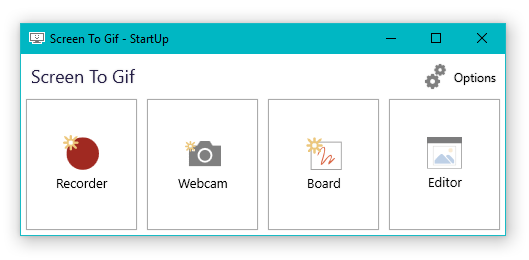 Screen To Gif - StartUp
Screen To Gif
Options
Recorder
Webcam
Board
Editor